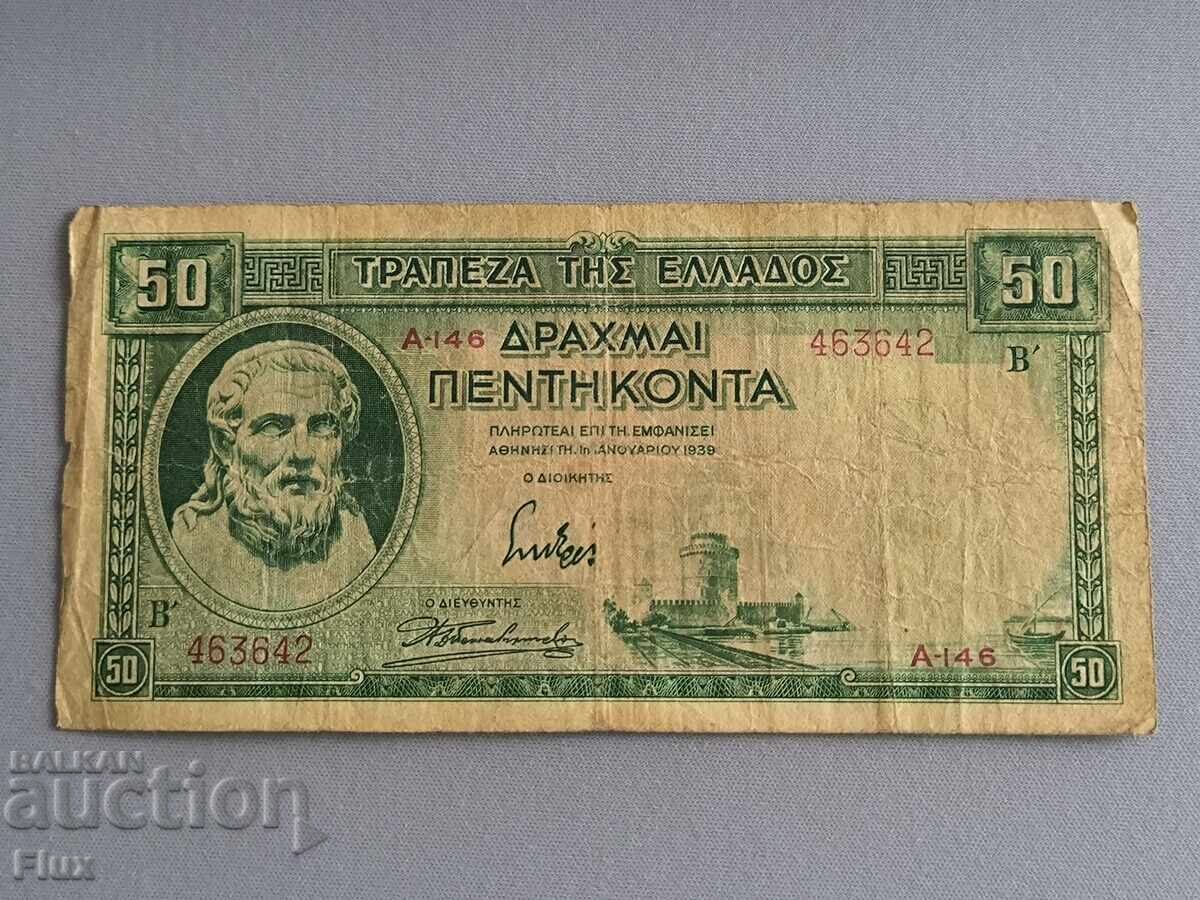 50 ΤΡΑΠΕΖΑ ΤΗΣ ΕΛΛΑΔΟΣ 50
Α-146 ΔΡΑΧΜΑΙ 463642
Β΄
ΠΕΝΤΗΚΟΝΤΑ
ΠΛΗΡΩΤΕΑΙ ΕΠΙ ΤΗ ΕΜΦΑΝΙΣΕΙ
ΑΘΗΝΗΣΙ ΤΗ 1η ΙΑΝΟΥΑΡΙΟΥ 1939
Ο ΔΙΟΙΚΗΤΗΣ
Ο ΔΙΕΥΘΥΝΤΗΣ
Β΄
463642
Α-146
50 50
BALKAN
auction
Flux